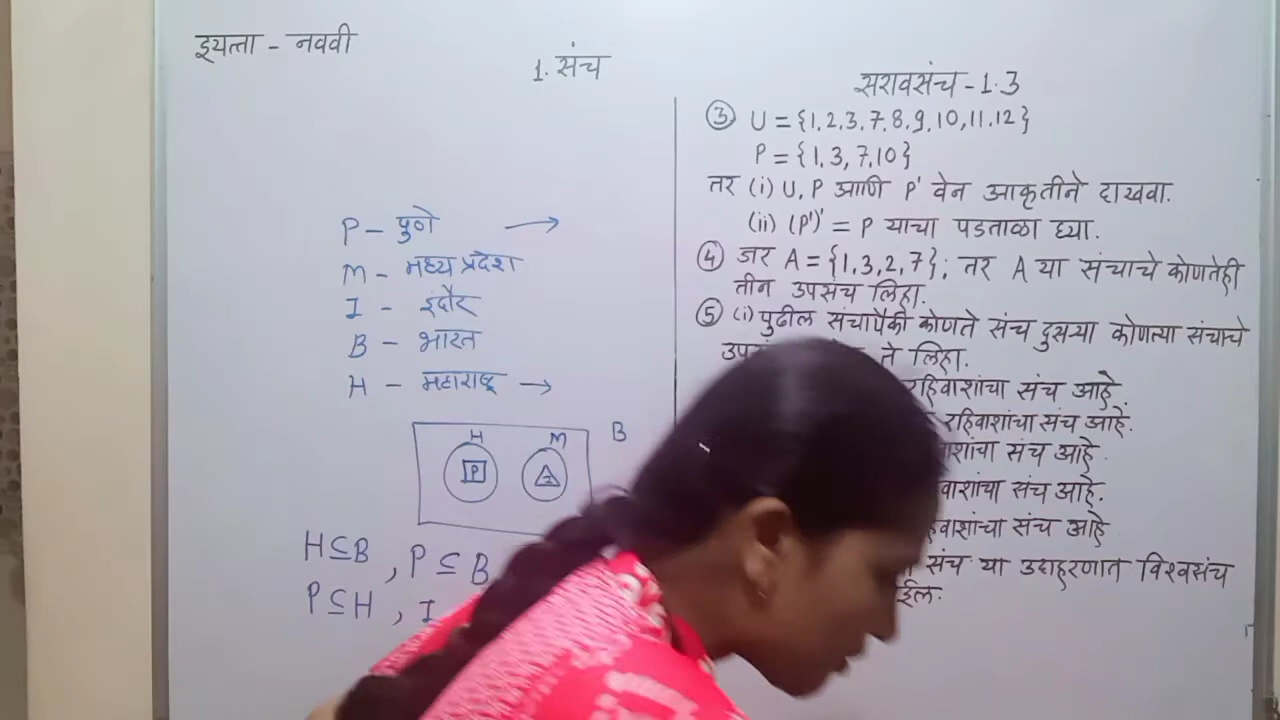 इयत्ता - नववी
1. संच
P - पुणे →
M - मध्य प्रदेश
I - इंदौर
B - भारत
H - महाराष्ट्र →
H M B
P I
H⊆B, P⊆B
P⊆H, I
सरावसंच - 1.3
③ U = {1,2,3,7,8,9,10,11,12}
P = {1,3,7,10}
तर (i) U, P आणि P' वेन आकृतीने दाखवा.
(ii) (P')' = P याचा पडताळा घ्या.
④ जर A = {1,3,2,7}; तर A या संचाचे कोणतेही
तीन उपसंच लिहा.
⑤ (i) पुढील संचापैकी कोणते संच दुसऱ्या कोणत्या संचाचे
ते लिहा.
रहिवाशांचा संच आहे.
रहिवाशांचा संच आहे.
संच आहे.
संच आहे.
संच आहे
संच या उदाहरणात विश्वसंच